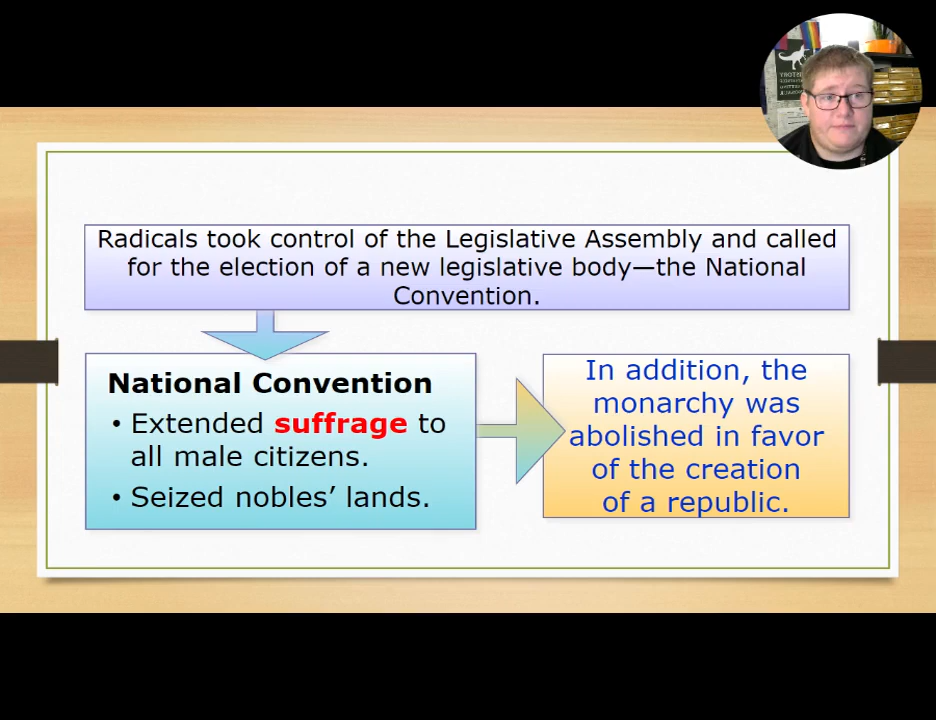 Radicals took control of the Legislative Assembly and called
for the election of a new legislative body—the National
Convention.
National Convention
• Extended suffrage to
all male citizens.
• Seized nobles’ lands.
In addition, the
monarchy was
abolished in favor
of the creation
of a republic.